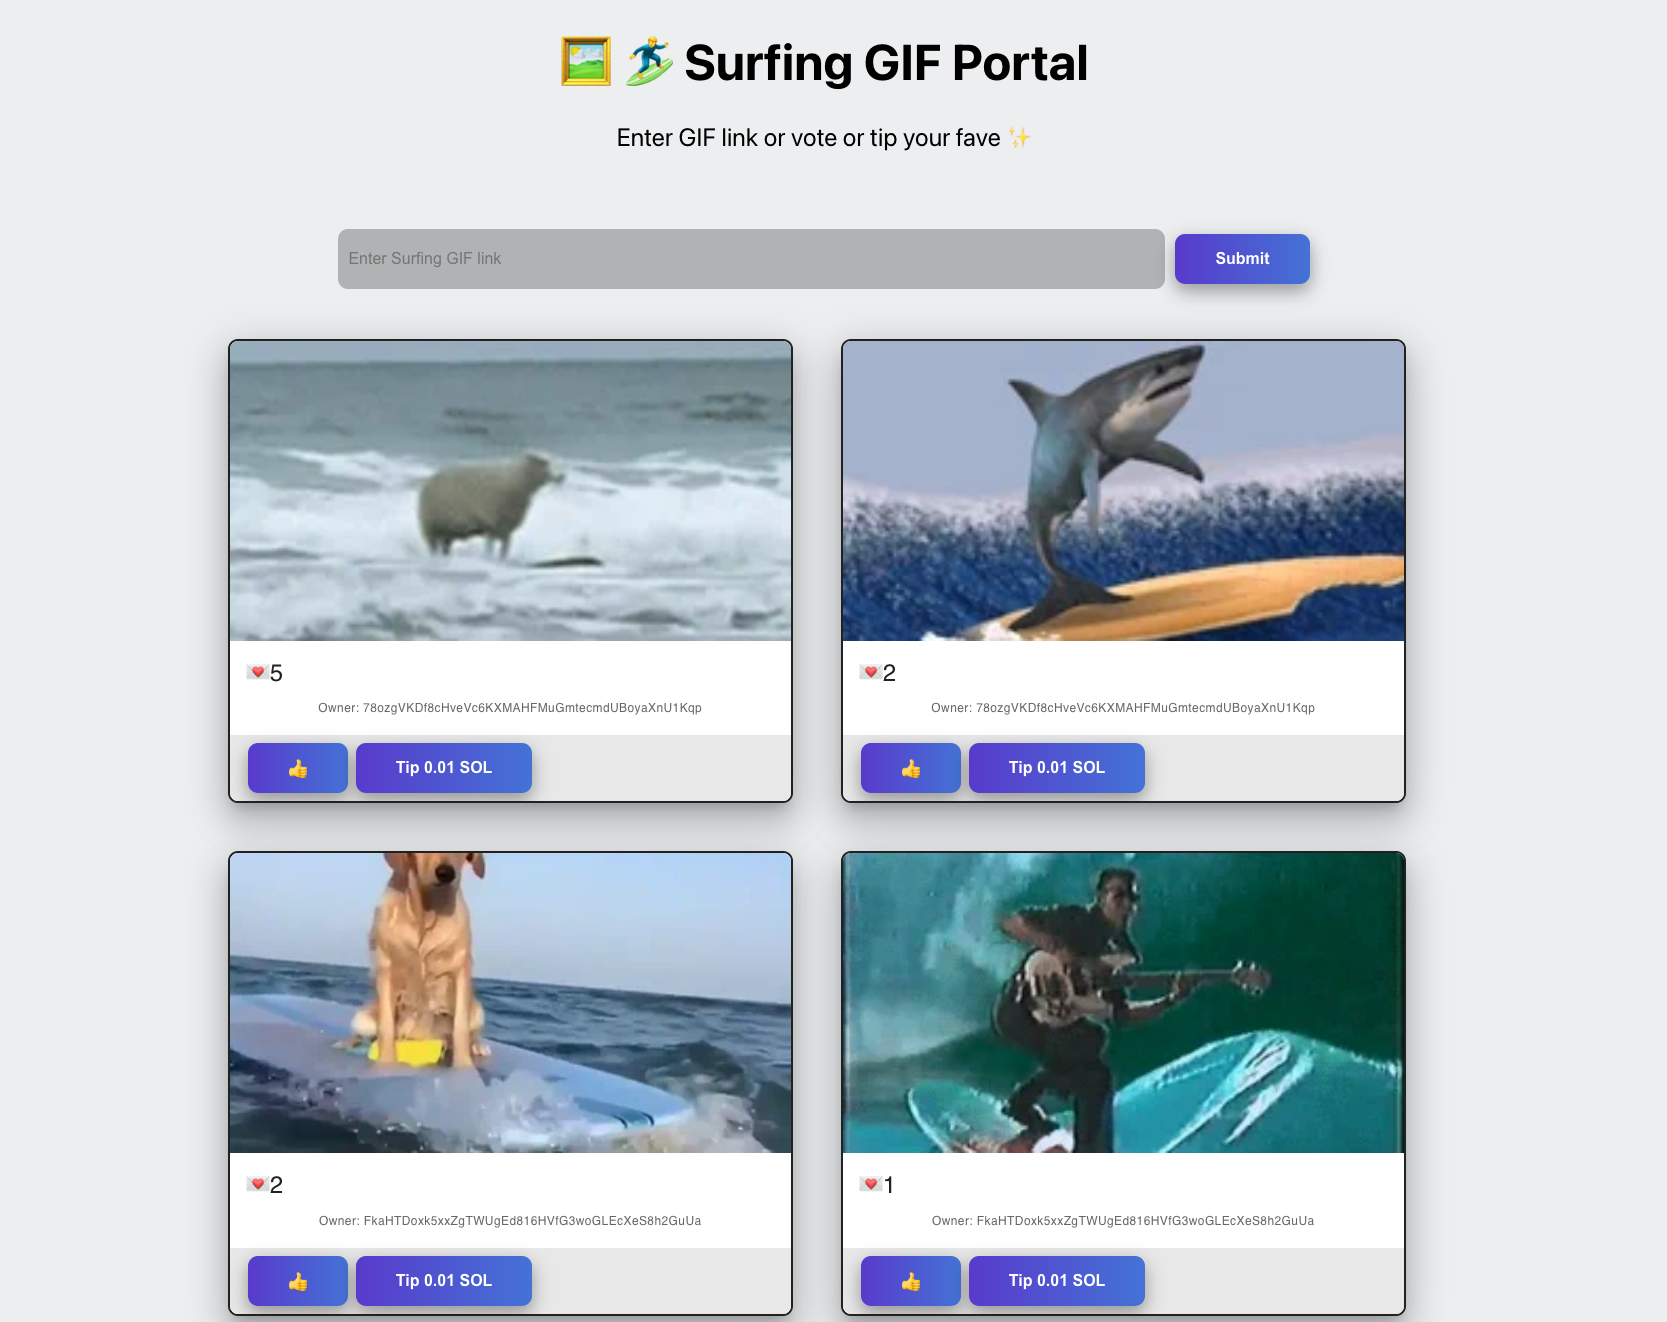 🖼️ 🏄 Surfing GIF Portal
Enter GIF link or vote or tip your fave ✨
Enter Surfing GIF link
Submit
💌5
Owner: 78ozgVKDf8cHveVc6KXMAHFMuGmtecmdUBoyaXnU1Kqp
👍 Tip 0.01 SOL
💌2
Owner: 78ozgVKDf8cHveVc6KXMAHFMuGmtecmdUBoyaXnU1Kqp
👍 Tip 0.01 SOL
💌2
Owner: FkaHTDoxk5xxZgTWUgEd816HVfG3woGLEcXeS8h2GuUa
👍 Tip 0.01 SOL
💌1
Owner: FkaHTDoxk5xxZgTWUgEd816HVfG3woGLEcXeS8h2GuUa
👍 Tip 0.01 SOL